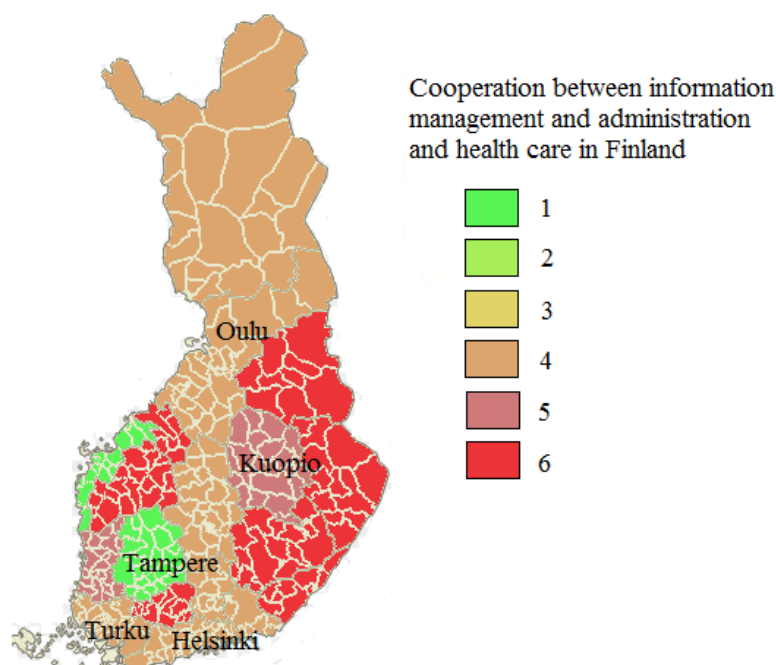 Cooperation between information
management and administration
and health care in Finland
1
2
3
4
5
6
Oulu
Kuopio
Tampere
Turku
Helsinki